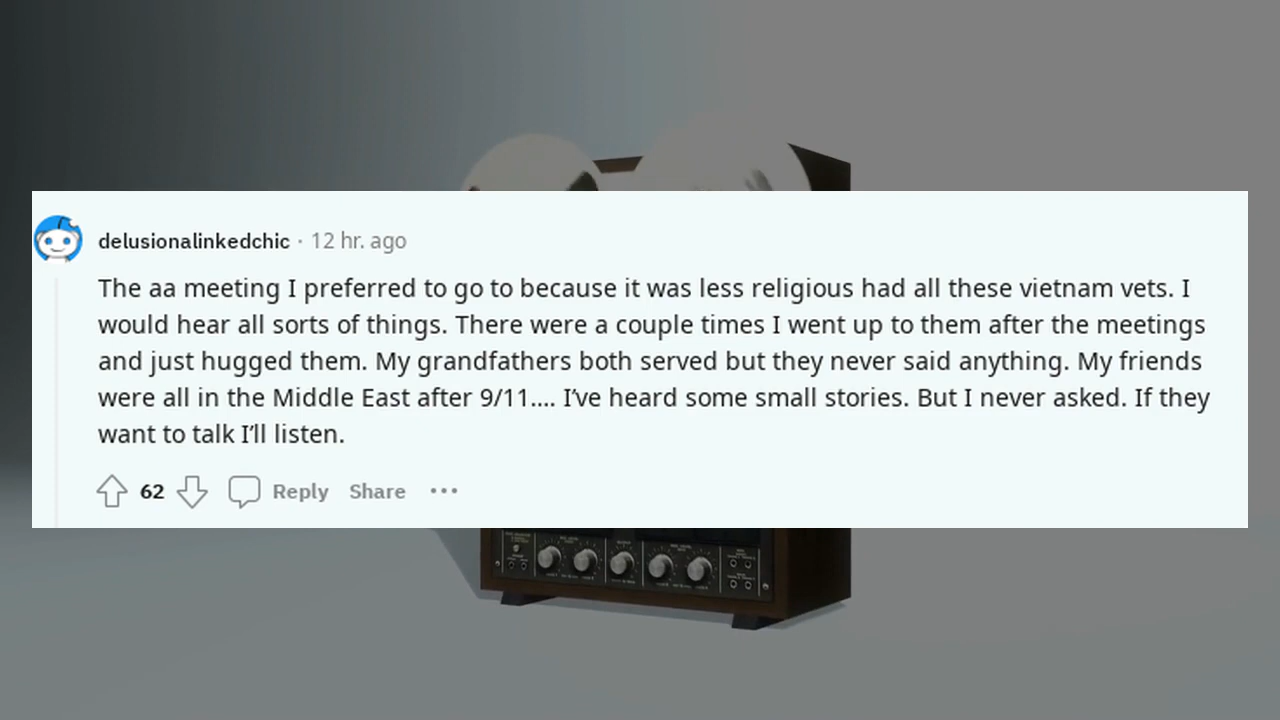 delusionalinkedchic · 12 hr. ago
The aa meeting I preferred to go to because it was less religious had all these vietnam vets. I
would hear all sorts of things. There were a couple times I went up to them after the meetings
and just hugged them. My grandfathers both served but they never said anything. My friends
were all in the Middle East after 9/11.... I’ve heard some small stories. But I never asked. If they
want to talk I’ll listen.
62 Reply Share •••